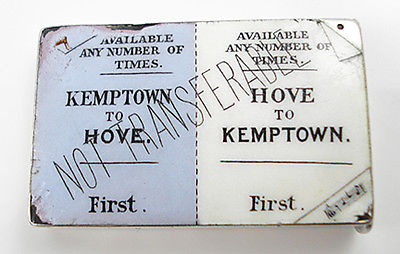 AVAILABLE
ANY NUMBER OF
TIMES.
KEMPTOWN
TO
HOVE.
First.
AVAILABLE
ANY NUMBER OF
TIMES.
HOVE
TO
KEMPTOWN.
First.
NOT TRANSFERABLE